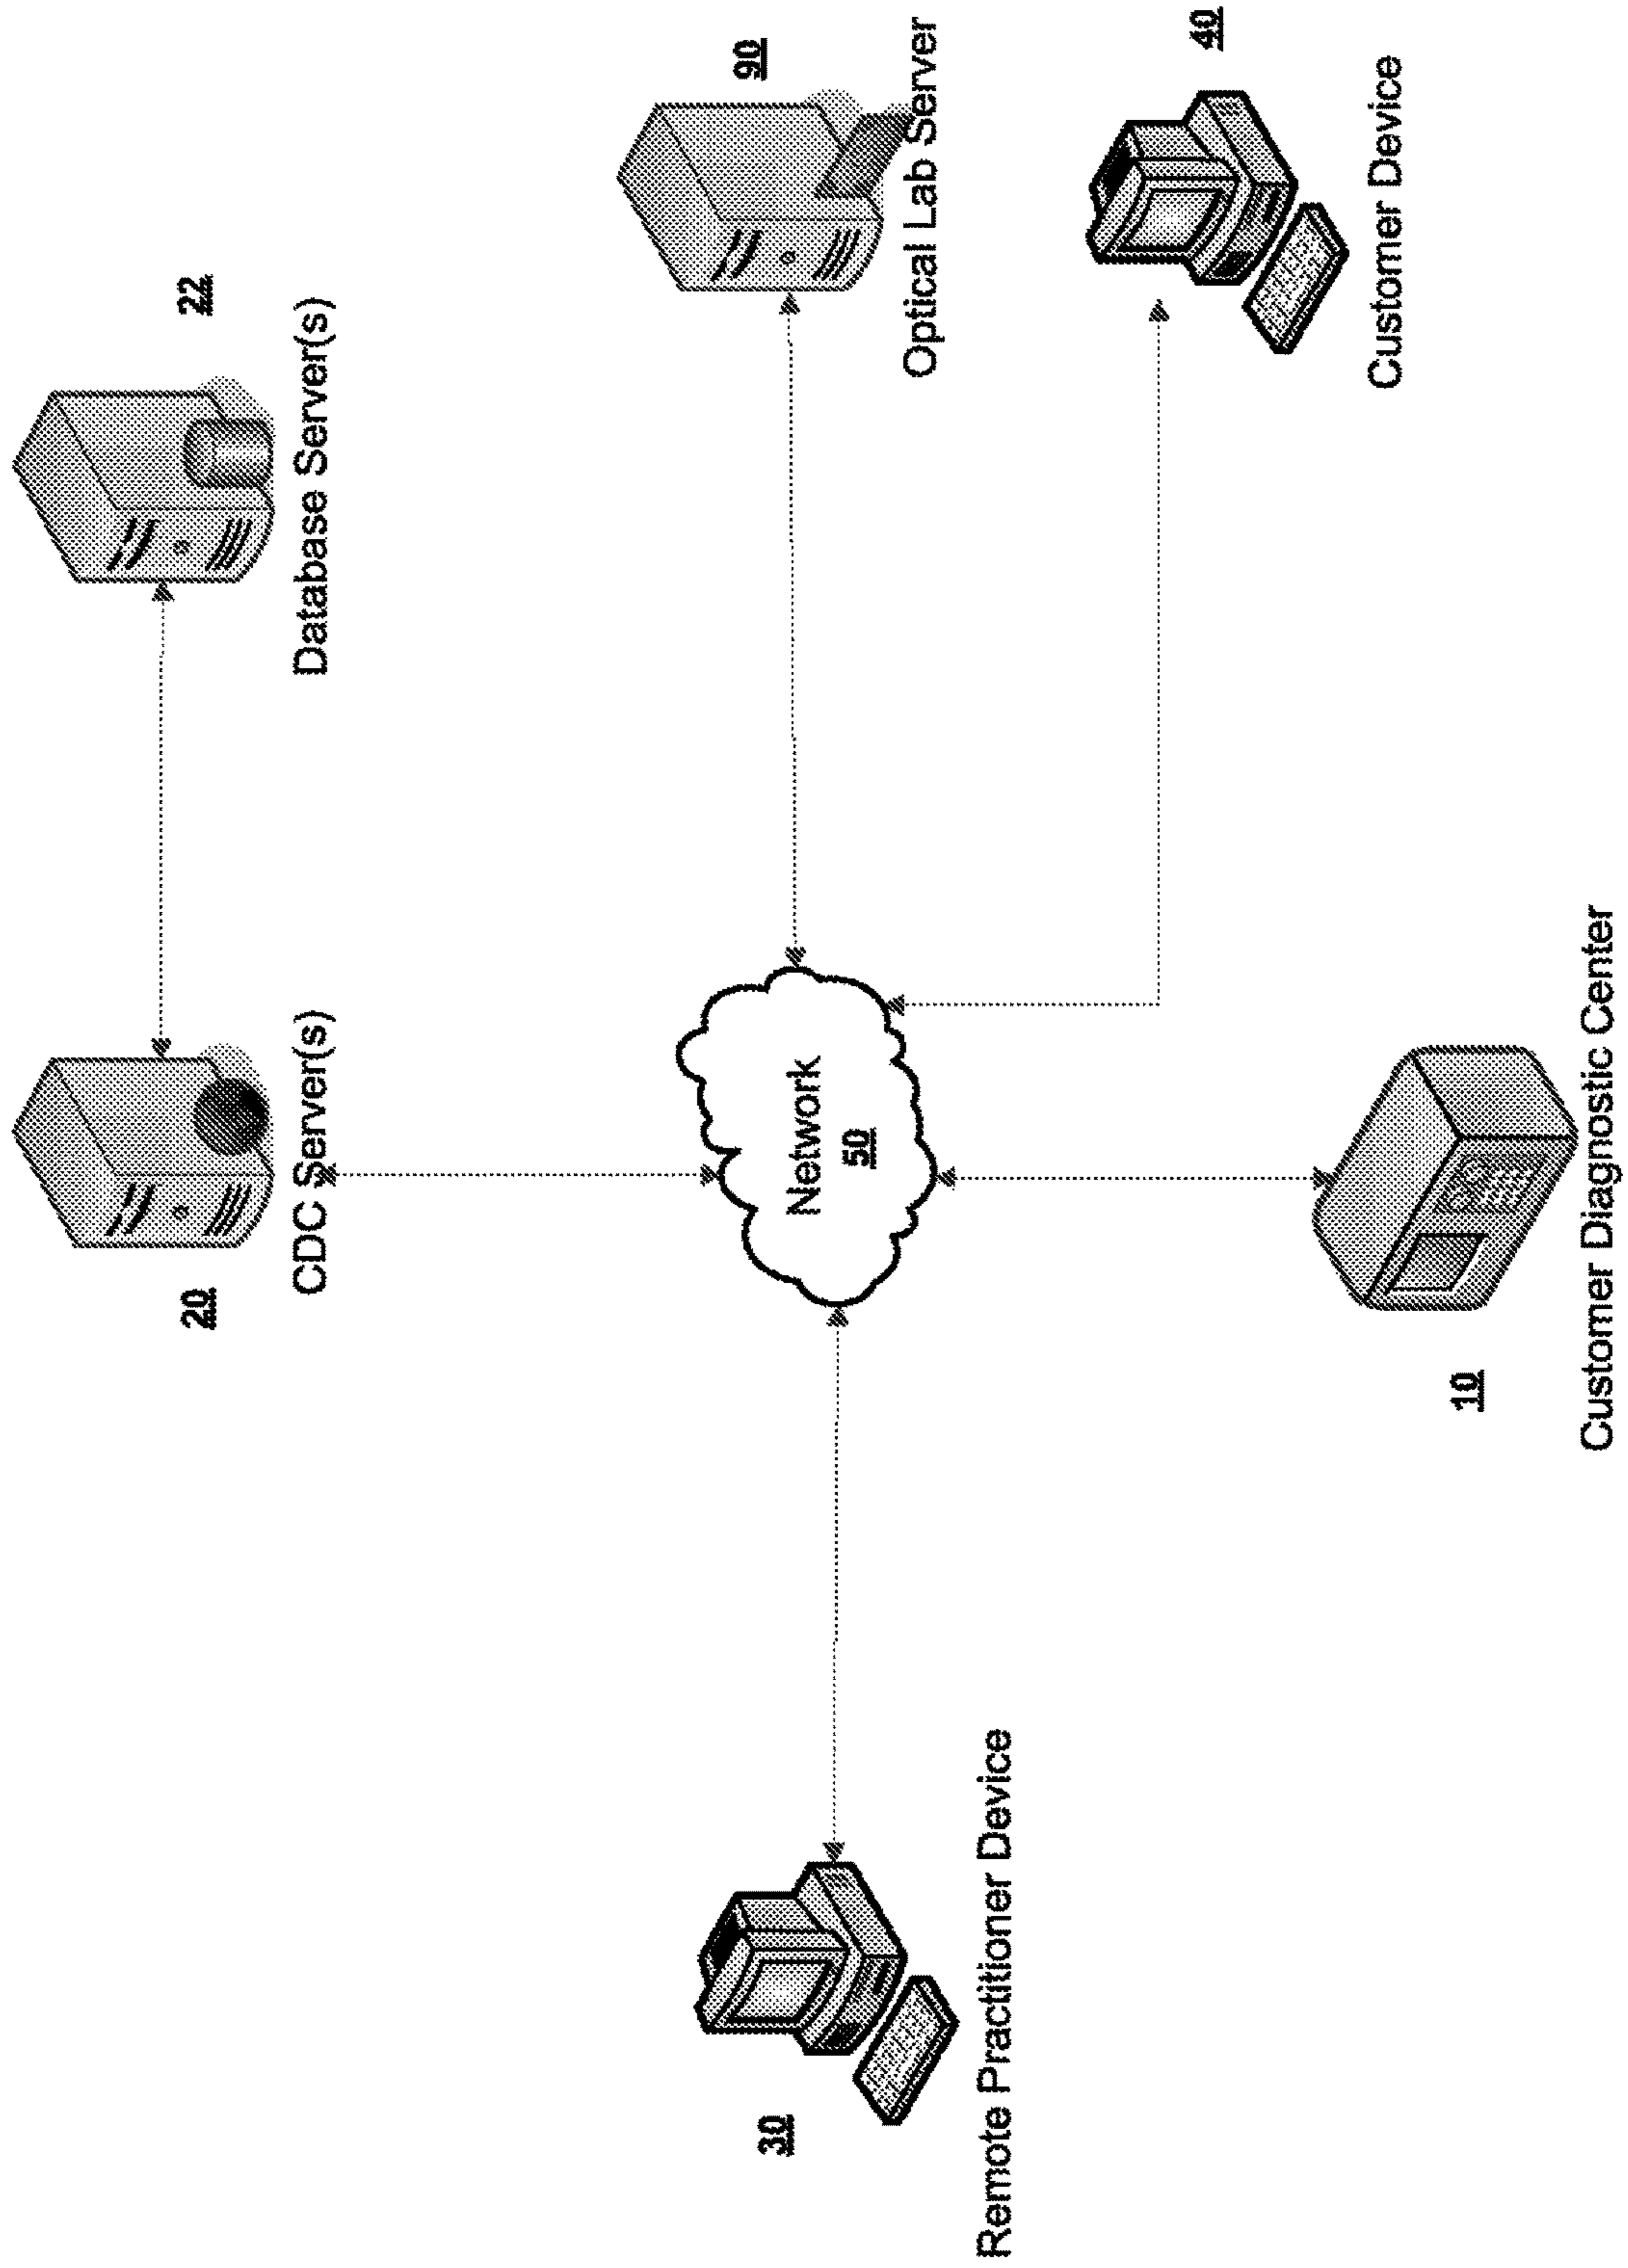 20
CDC Server(s)
22
Database Server(s)
90
Optical Lab Server
Network
50
40
Customer Device
30
Remote Practitioner Device
10
Customer Diagnostic Center